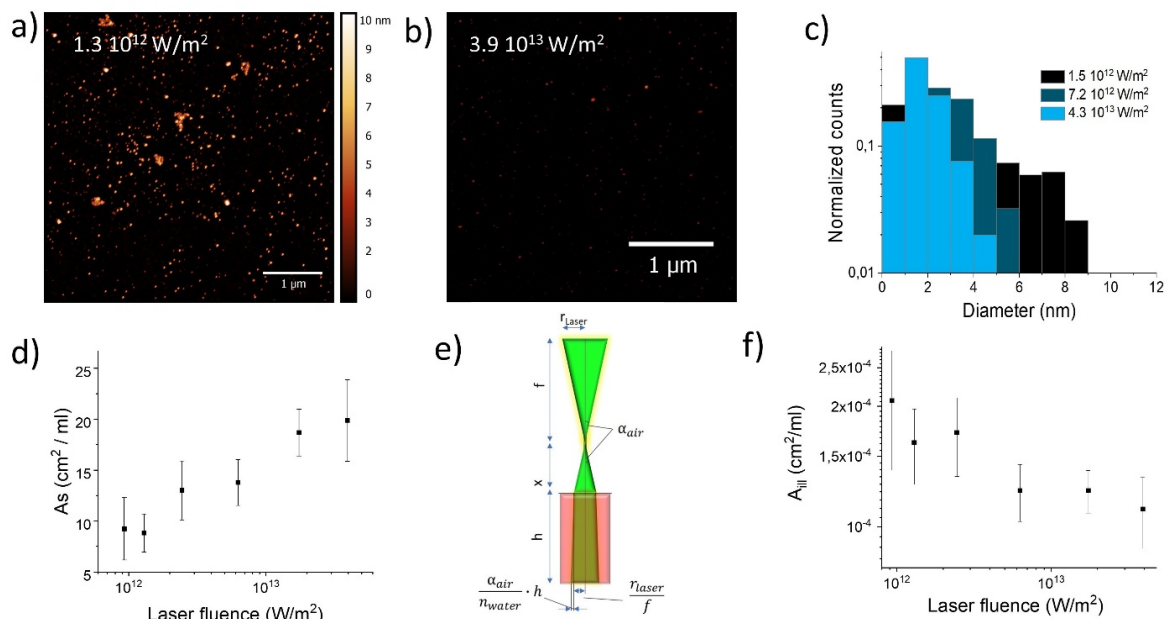 a)
1.3 10¹² W/m²
10 nm
9
8
7
6
5
4
3
2
1
0
1 µm
b)
3.9 10¹³ W/m²
1 µm
c)
Normalized counts
0,1
0,01
1.5 10¹² W/m²
7.2 10¹² W/m²
4.3 10¹³ W/m²
0 2 4 6 8 10 12
Diameter (nm)
d)
As (cm² / ml)
25
20
15
10
5
10¹² 10¹³
Laser fluence (W/m²)
e)
r_Laser
f
α_air
x
h
α_air/n_water · h
r_laser/f
f)
A_ill (cm²/ml)
2,5x10⁻⁴
2x10⁻⁴
1,5x10⁻⁴
10⁻⁴
10¹² 10¹³
Laser fluence (W/m²)